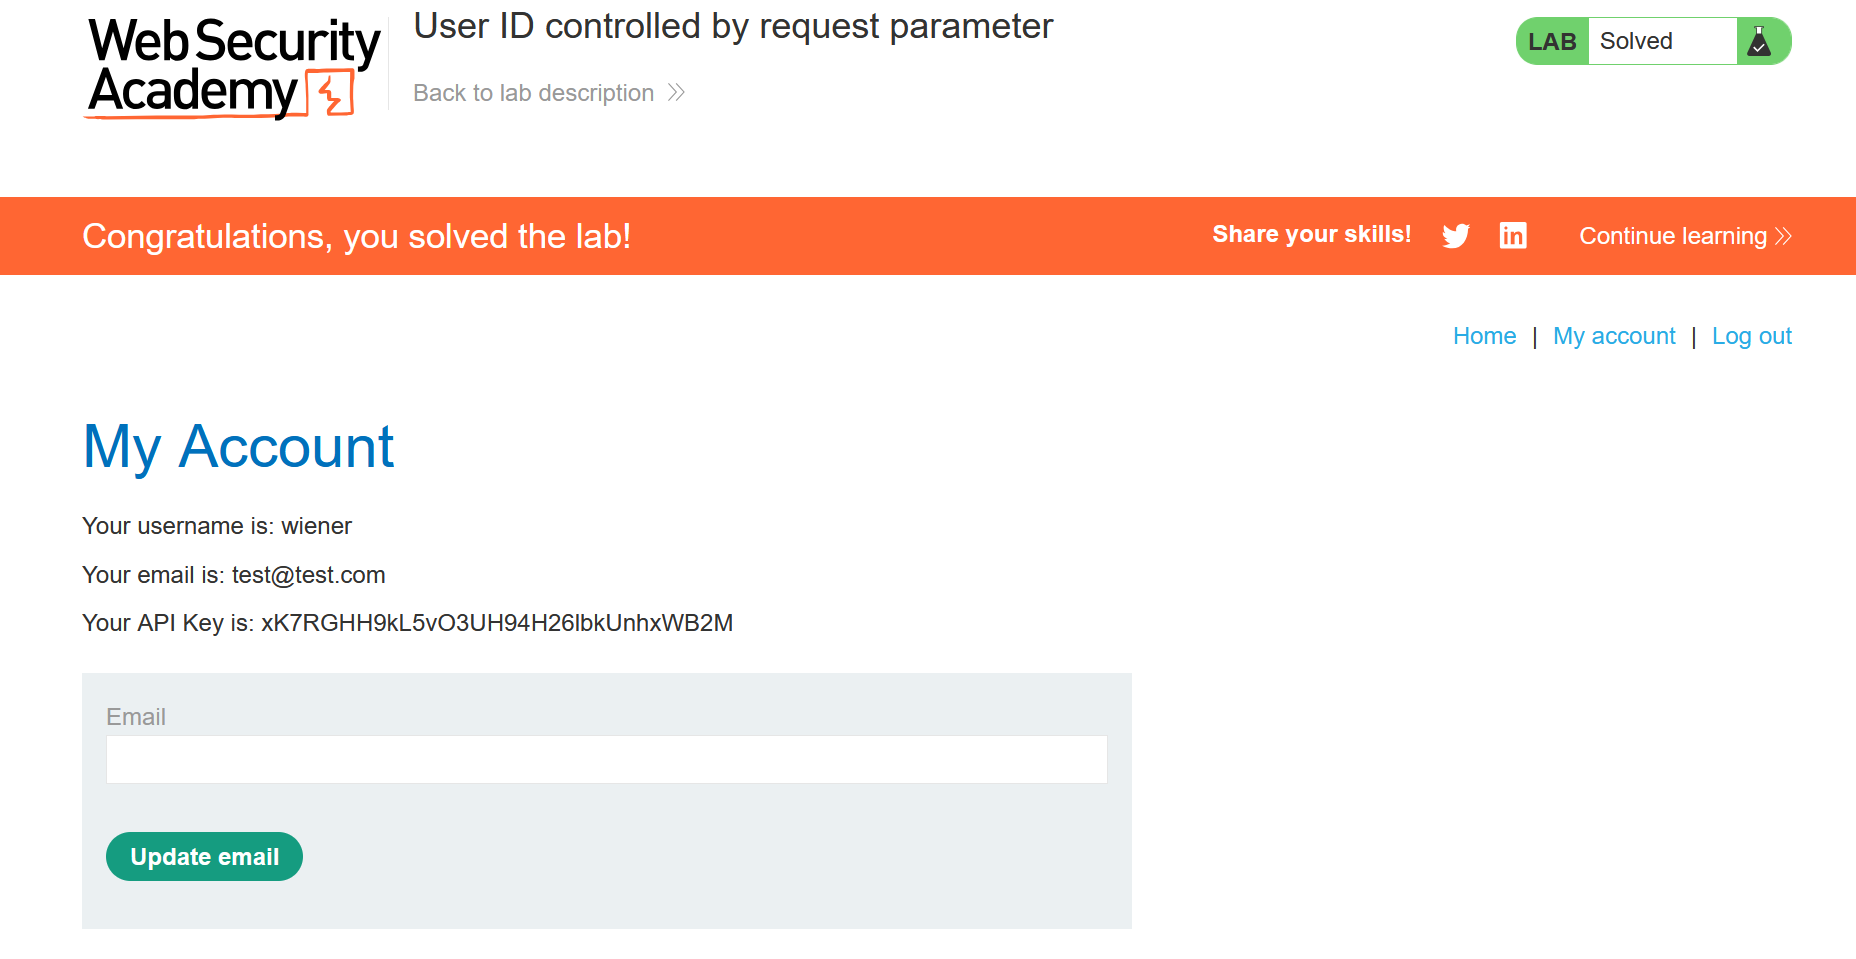 Web Security
Academy
User ID controlled by request parameter
Back to lab description
LAB Solved
Congratulations, you solved the lab!
Share your skills!
in
Continue learning
Home | My account | Log out
My Account
Your username is: wiener
Your email is: test@test.com
Your API Key is: xK7RGHH9kL5vO3UH94H26lbkUnhxWB2M
Email
Update email